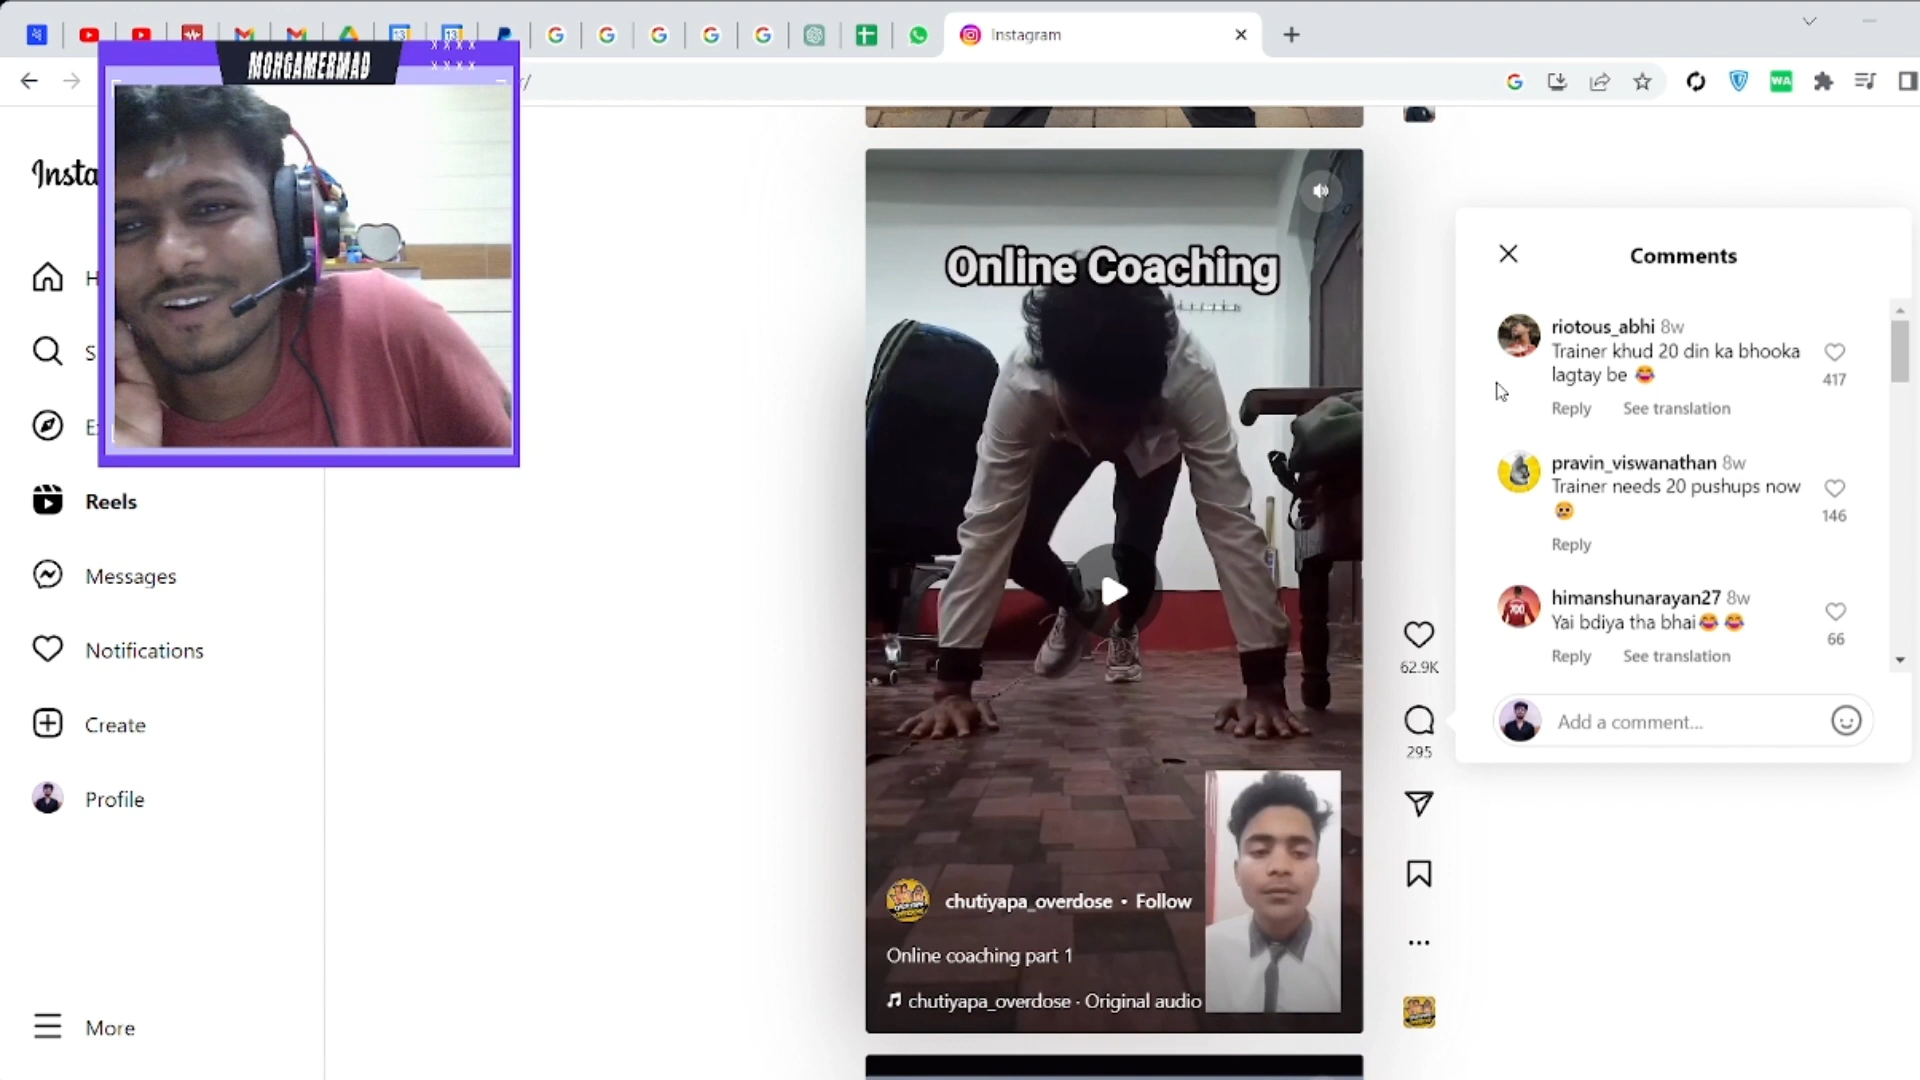 Instagram
MOHGAMERMAD
X X X X
X X X X
r/
WA
Insta
H
S
E
Reels
Messages
Notifications
Create
Profile
More
Online Coaching
chutiyapa_overdose • Follow
Online coaching part 1
chutiyapa_overdose · Original audio
62.9K
295
Comments
riotous_abhi 8w
Trainer khud 20 din ka bhooka
lagtay be 😂
417
Reply See translation
pravin_viswanathan 8w
Trainer needs 20 pushups now
😢
146
Reply
himanshunarayan27 8w
Yai bdiya tha bhai😂 😂
66
Reply See translation
Add a comment...